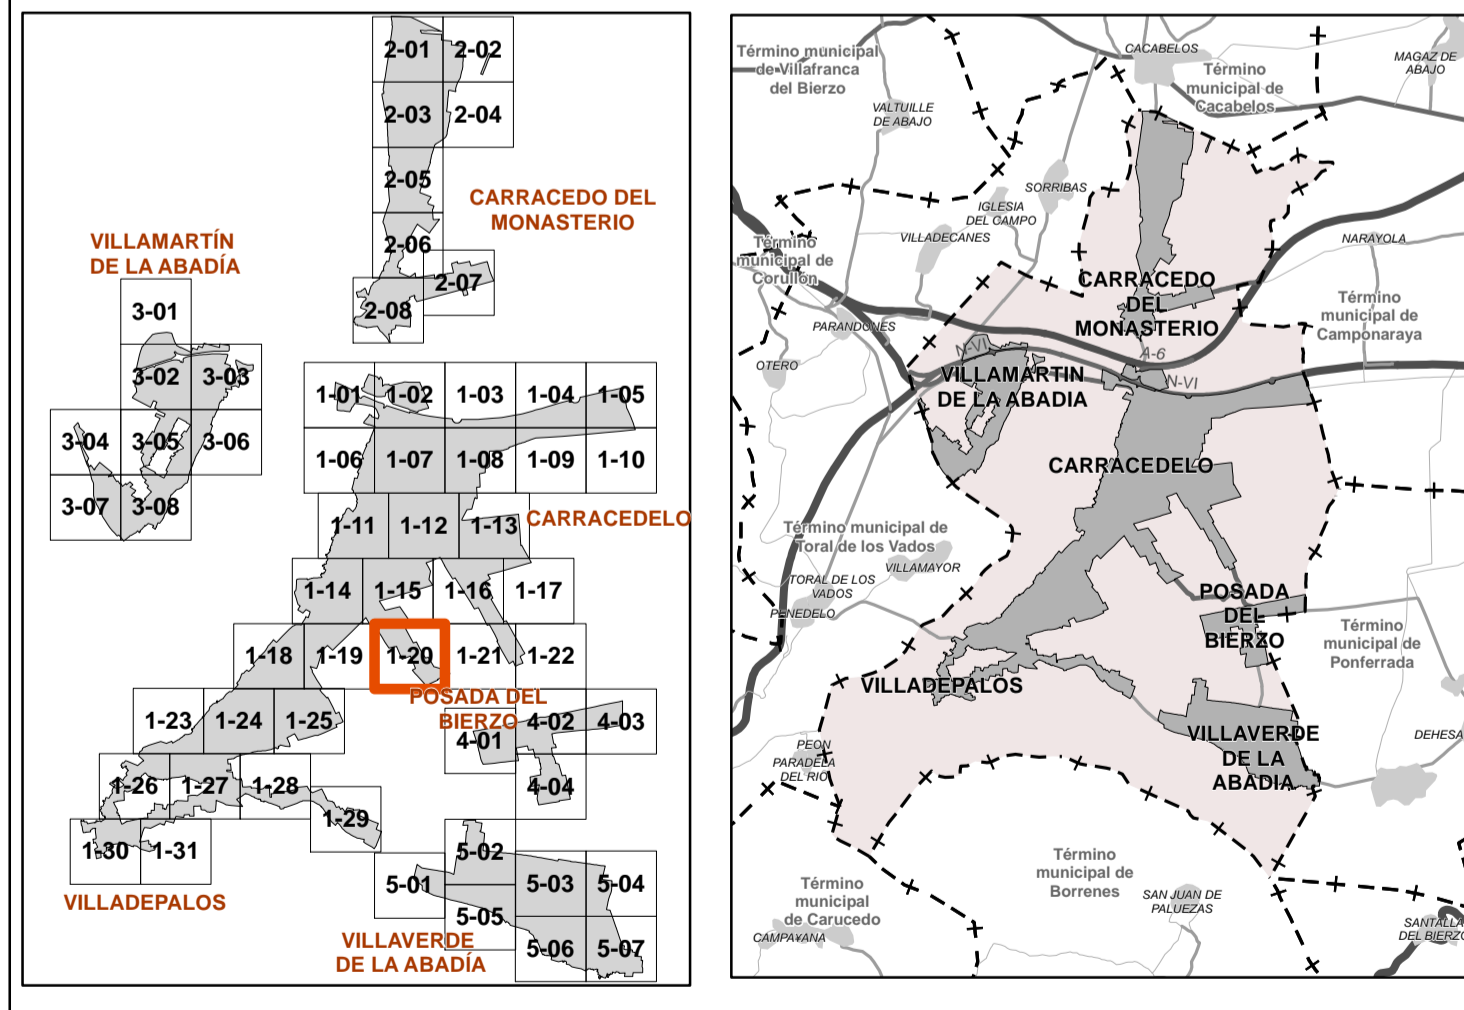 2-01
2-02
2-03
2-04
2-05
2-06
2-07
2-08
CARRACEDO DEL
MONASTERIO
VILLAMARTÍN
DE LA ABADÍA
3-01
3-02
3-03
3-04
3-05
3-06
3-07
3-08
1-01
1-02
1-03
1-04
1-05
1-06
1-07
1-08
1-09
1-10
1-11
1-12
1-13
CARRACEDELO
1-14
1-15
1-16
1-17
1-18
1-19
1-20
1-21
1-22
POSADA DEL
BIERZO
1-23
1-24
1-25
4-01
4-02
4-03
4-04
1-26
1-27
1-28
1-29
1-30
1-31
VILLADEPALOS
5-01
5-02
5-03
5-04
5-05
5-06
5-07
VILLAVERDE
DE LA ABADÍA
Término municipal
de Villafranca
del Bierzo
CACABELOS
Término
municipal de
Cacabelos
MAGAZ DE
ABAJO
VALTUILLE
DE ABAJO
SORRIBAS
IGLESIA
DEL CAMPO
VILLADECANES
NARAYOLA
Término
municipal de
Corullón
CARRACEDO
DEL
MONASTERIO
Término
municipal de
Camponaraya
PARANDONES
OTERO
N-VI
A-6
N-VI
VILLAMARTIN
DE LA ABADIA
CARRACEDELO
Término municipal de
Toral de los Vados
VILLAMAYOR
TORAL DE LOS
VADOS
PENEDELO
POSADA
DEL
BIERZO
Término
municipal de
Ponferrada
VILLADEPALOS
VILLAVERDE
DE LA
ABADIA
DEHESA
PEON
PARADELA
DEL RIO
Término
municipal de
Borrenes
Término
municipal
de Carucedo
CAMPAÑANA
SAN JUAN DE
PALUEZAS
SANTALLA
DEL BIERZO